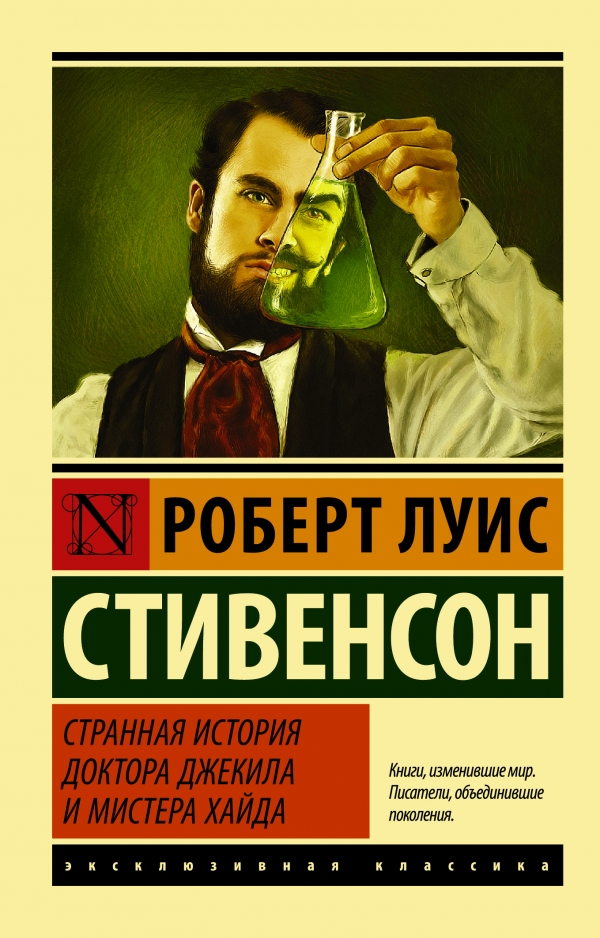 N РОБЕРТ ЛУИС
СТИВЕНСОН
СТРАННАЯ ИСТОРИЯ
ДОКТОРА ДЖЕКИЛА
И МИСТЕРА ХАЙДА
Книги, изменившие мир.
Писатели, объединившие
поколения.
эксклюзивная классика